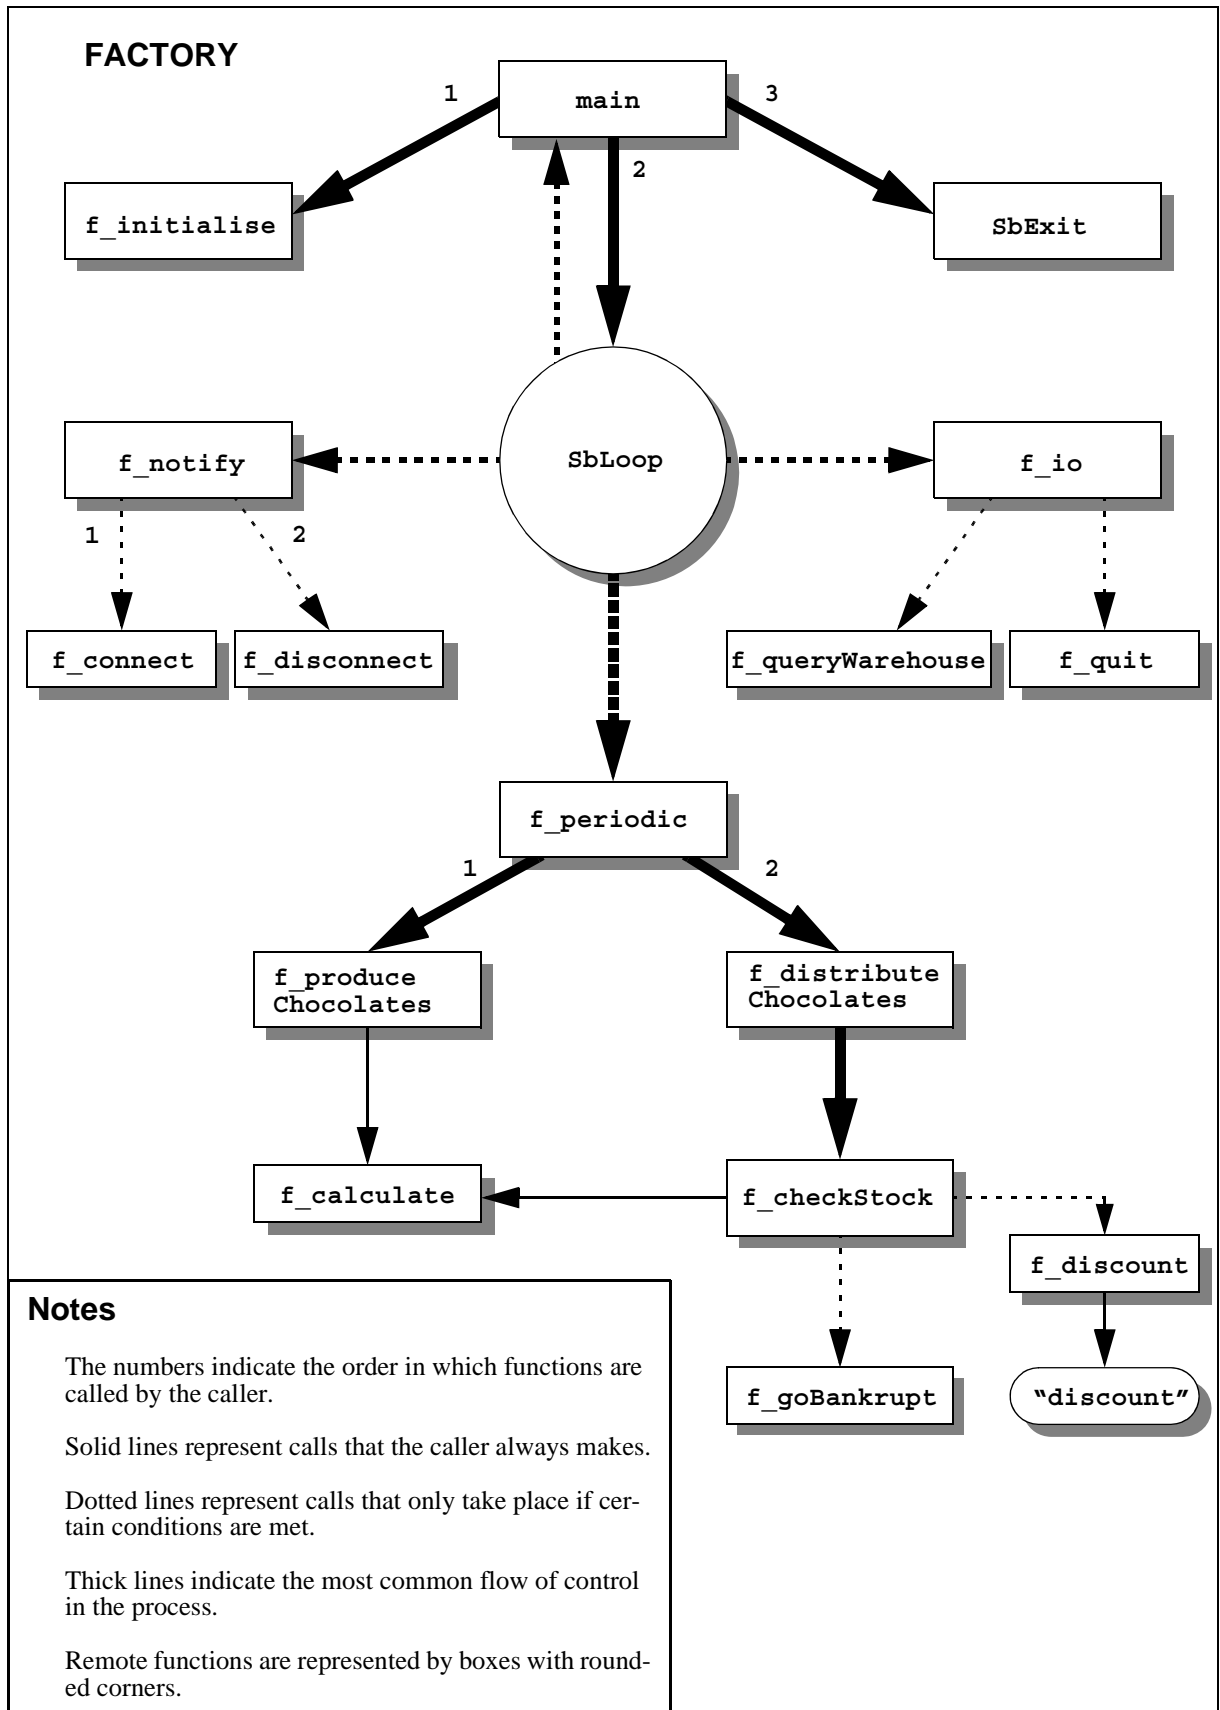 FACTORY
main
1
3
2
f_initialise
SbExit
f_notify
SbLoop
f_io
1
2
f_connect
f_disconnect
f_queryWarehouse
f_quit
f_periodic
1
2
f_produce
Chocolates
f_distribute
Chocolates
f_calculate
f_checkStock
f_discount
f_goBankrupt
“discount”
Notes
The numbers indicate the order in which functions are
called by the caller.
Solid lines represent calls that the caller always makes.
Dotted lines represent calls that only take place if cer-
tain conditions are met.
Thick lines indicate the most common flow of control
in the process.
Remote functions are represented by boxes with round-
ed corners.